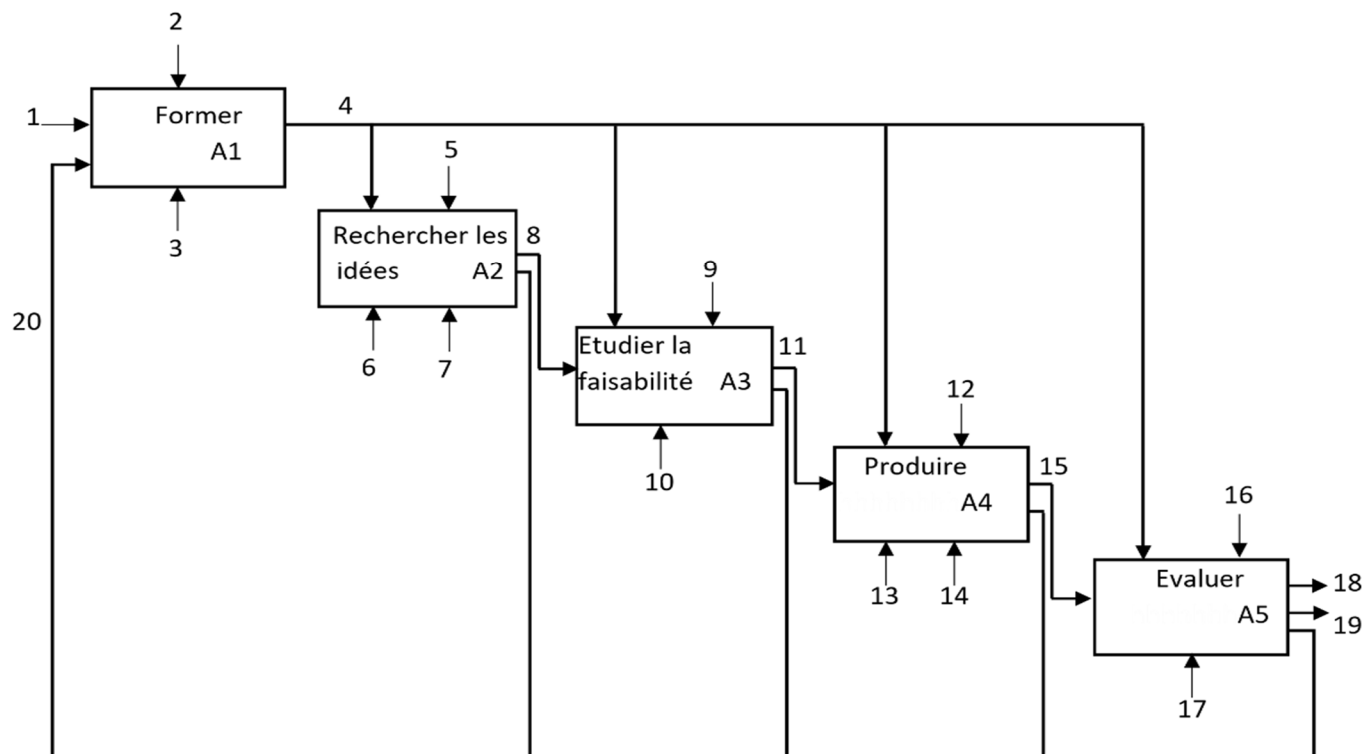 2
1
Former
A1
4
3
5
Rechercher les
idées A2
8
6
7
20
9
Etudier la
faisabilité A3
11
10
12
Produire
A4
15
13
14
16
Evaluer
A5
18
19
17